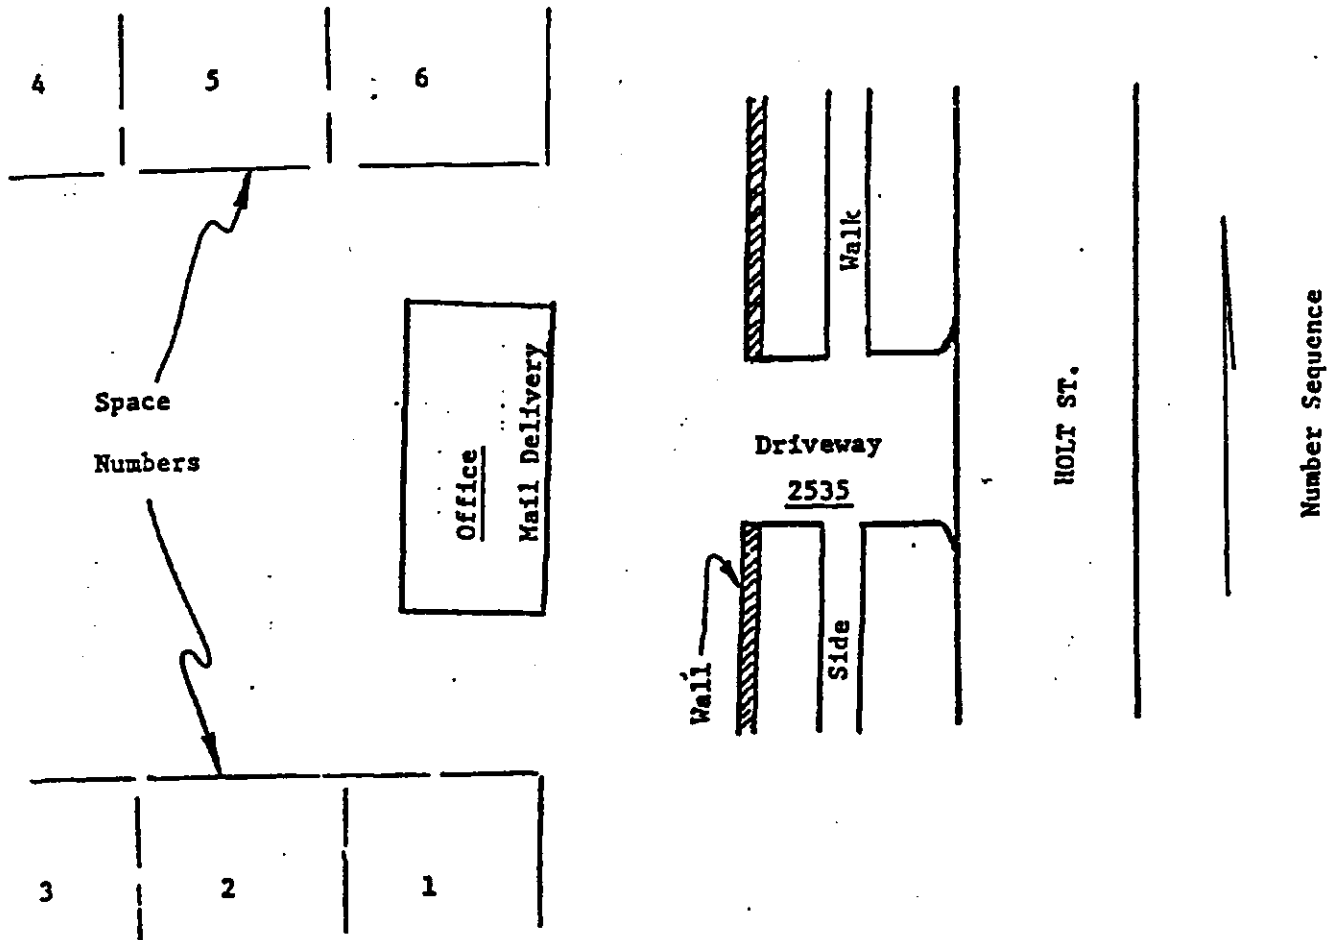 4
5
6
Walk
Space
Numbers
Office
Mail Delivery
Driveway
2535
HOLT ST.
Number Sequence
Wall
Side
3
2
1